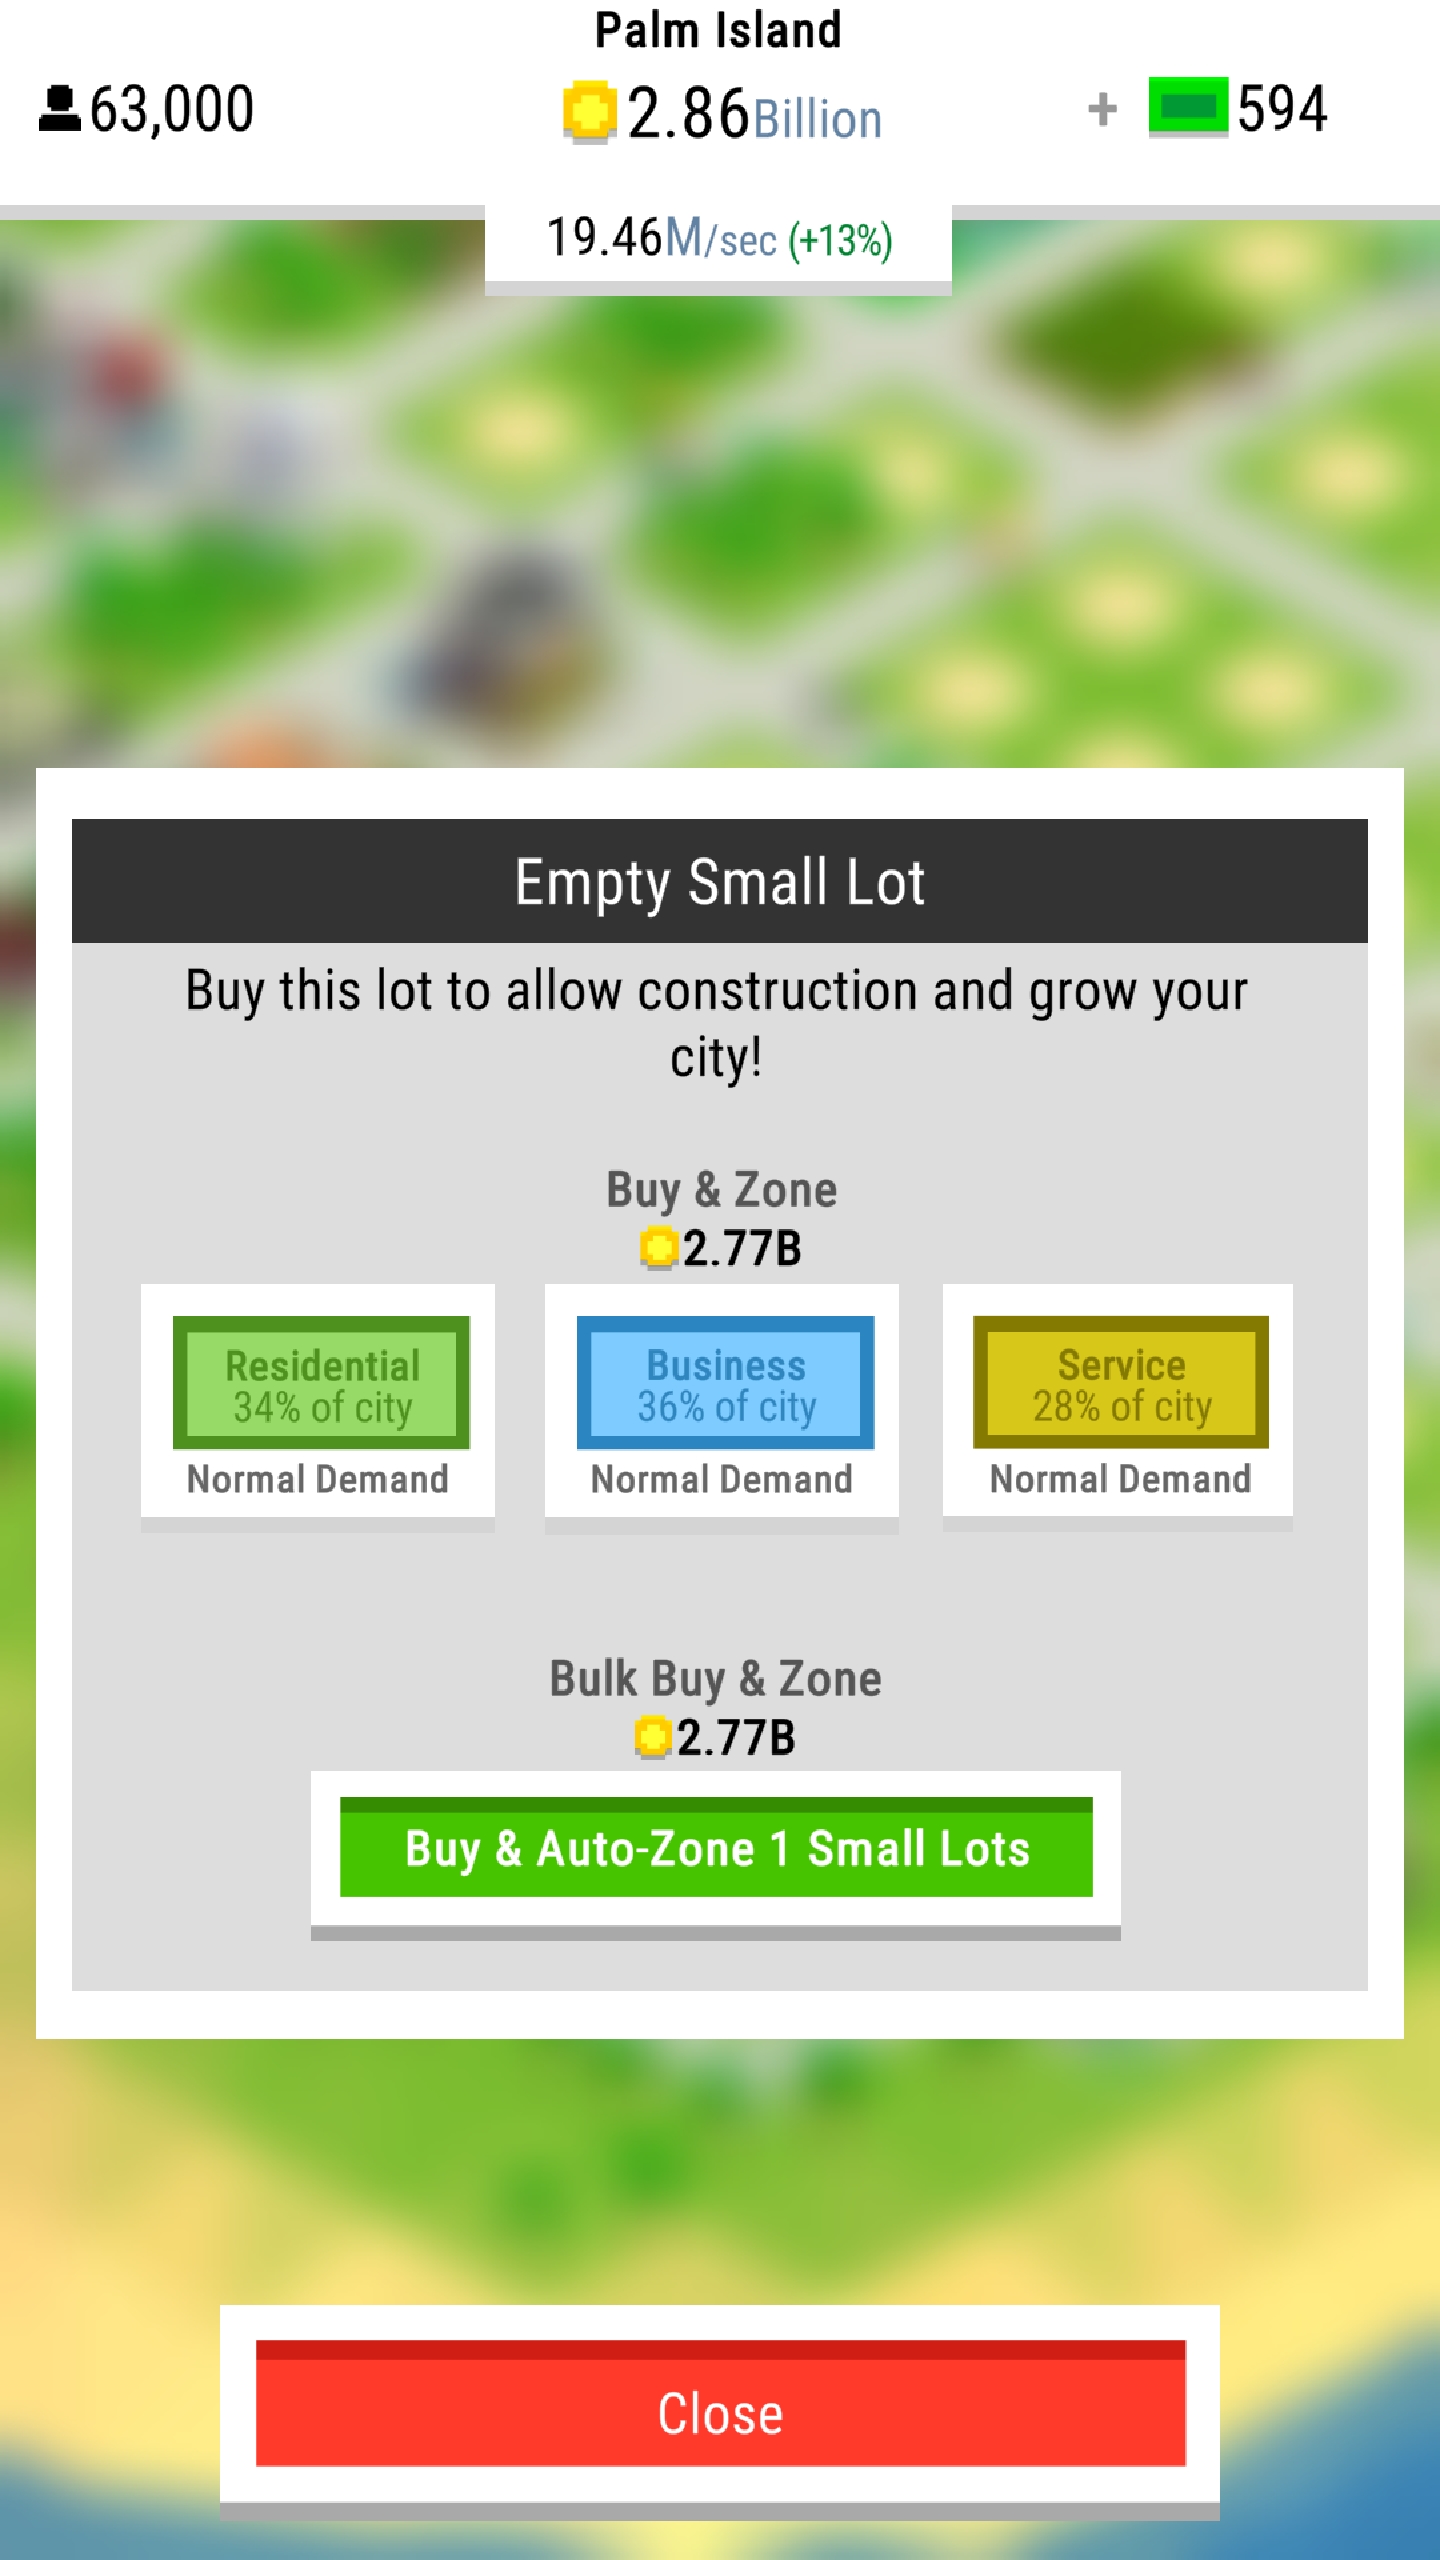 Palm Island
63,000
2.86Billion
+ 594
19.46M/sec (+13%)
Empty Small Lot
Buy this lot to allow construction and grow your
city!
Buy & Zone
2.77B
Residential
34% of city
Normal Demand
Business
36% of city
Normal Demand
Service
28% of city
Normal Demand
Bulk Buy & Zone
2.77B
Buy & Auto-Zone 1 Small Lots
Close